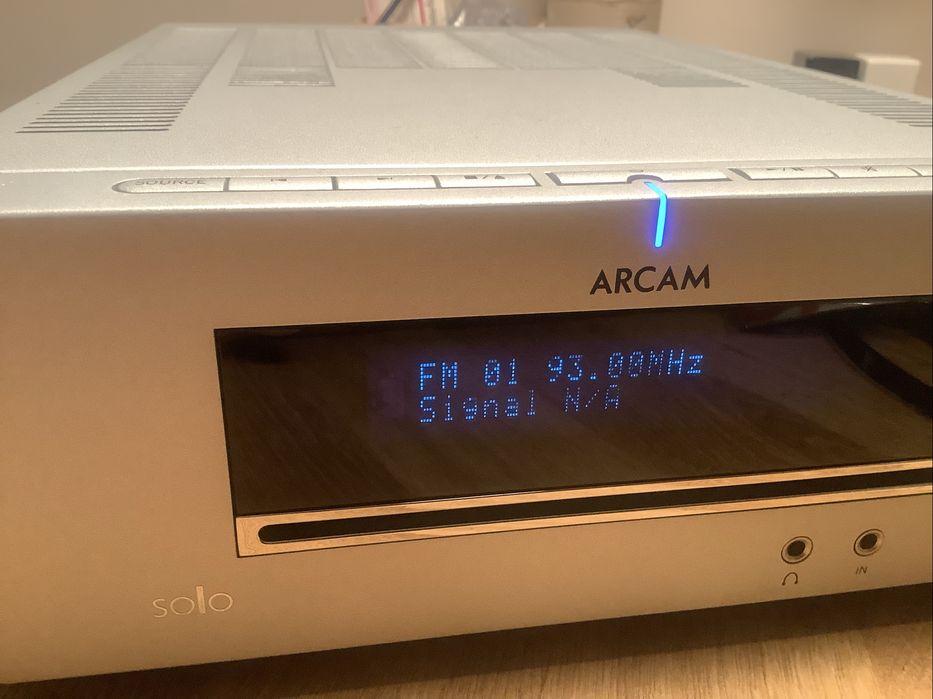 SOURCE
ARCAM
FM 01 93.00MHz
Signal N/A
IN
solo